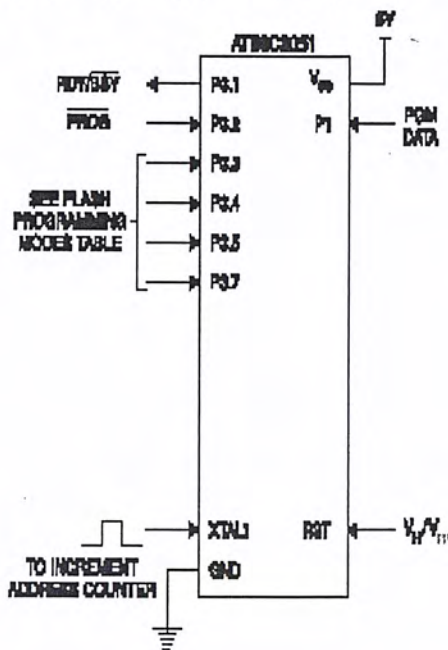 AT89C2051
5V
RDY/BSY
P3.1
V
PROG
P3.2
P1
PGM
DATA
P3.3
SEE FLASH
PROGRAMMING
MODES TABLE
P3.4
P3.5
P3.7
XTAL1
RST
TO INCREMENT
ADDRESS COUNTER
GND